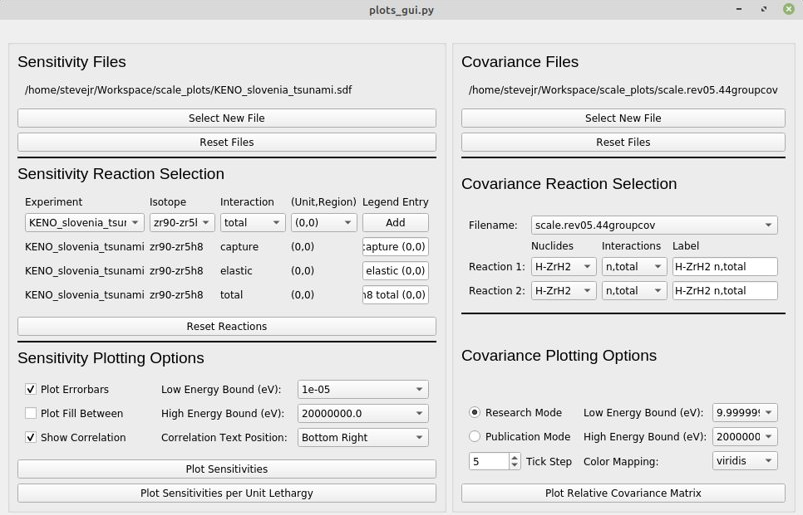 plots_gui.py
Sensitivity Files
/home/stevejr/Workspace/scale_plots/KENO_slovenia_tsunami.sdf
Select New File
Reset Files
Sensitivity Reaction Selection
Experiment Isotope Interaction (Unit,Region) Legend Entry
KENO_slovenia_tsur zr90-zr5l total (0,0) Add
KENO_slovenia_tsunami zr90-zr5h8 capture (0,0) capture (0,0)
KENO_slovenia_tsunami zr90-zr5h8 elastic (0,0) elastic (0,0)
KENO_slovenia_tsunami zr90-zr5h8 total (0,0) h8 total (0,0)
Reset Reactions
Sensitivity Plotting Options
Plot Errorbars Low Energy Bound (eV): 1e-05
Plot Fill Between High Energy Bound (eV): 20000000.0
Show Correlation Correlation Text Position: Bottom Right
Plot Sensitivities
Plot Sensitivities per Unit Lethargy
Covariance Files
/home/stevejr/Workspace/scale_plots/scale.rev05.44groupcov
Select New File
Reset Files
Covariance Reaction Selection
Filename: scale.rev05.44groupcov
Nuclides Interactions Label
Reaction 1: H-ZrH2 n,total H-ZrH2 n,total
Reaction 2: H-ZrH2 n,total H-ZrH2 n,total
Covariance Plotting Options
Research Mode Low Energy Bound (eV): 9.999999
Publication Mode High Energy Bound (eV): 2000000
5 Tick Step Color Mapping: viridis
Plot Relative Covariance Matrix